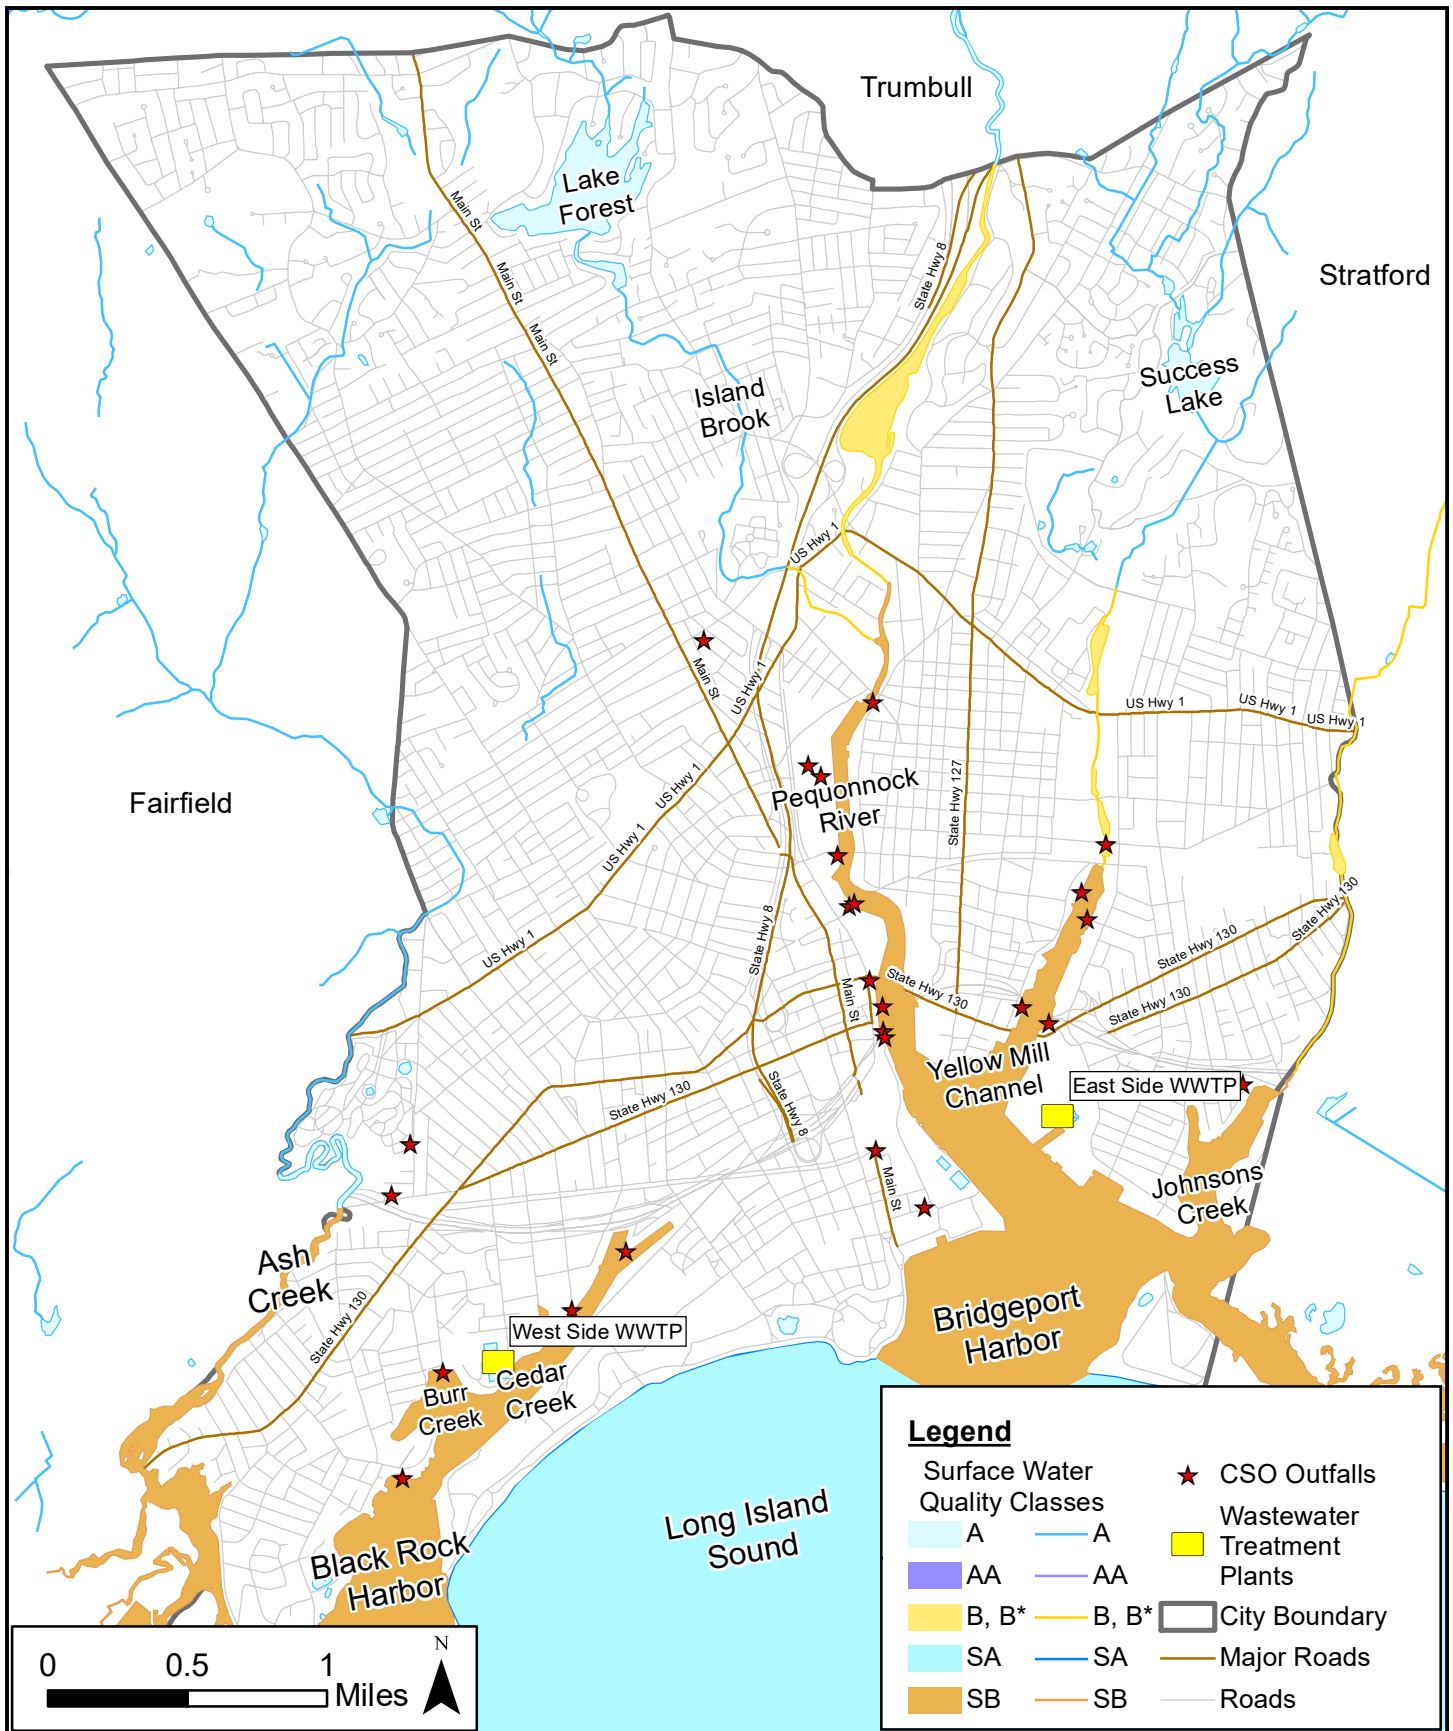 Trumbull
Lake
Forest
Main St
State Hwy 8
Stratford
Main St
Main St
Success
Lake
Island
Brook
US Hwy 1
Main St
US Hwy 1
US Hwy 1
US Hwy 1
US Hwy 1
Fairfield
US Hwy 1
Pequonnock
River
State Hwy 127
US Hwy 1
State Hwy 130
US Hwy 1
State Hwy 8
State Hwy 130
State Hwy 130
Main St
State Hwy 130
Yellow Mill
Channel
East Side WWTP
State Hwy 130
State Hwy 8
Main St
Johnsons
Creek
Ash
Creek
State Hwy 130
West Side WWTP
Bridgeport
Harbor
Burr
Creek
Cedar
Creek
Long Island
Sound
Black Rock
Harbor
Legend
Surface Water
Quality Classes
A
A
AA
AA
B, B*
B, B*
SA
SA
SB
SB
CSO Outfalls
Wastewater
Treatment
Plants
City Boundary
Major Roads
Roads
0 0.5 1
Miles
N